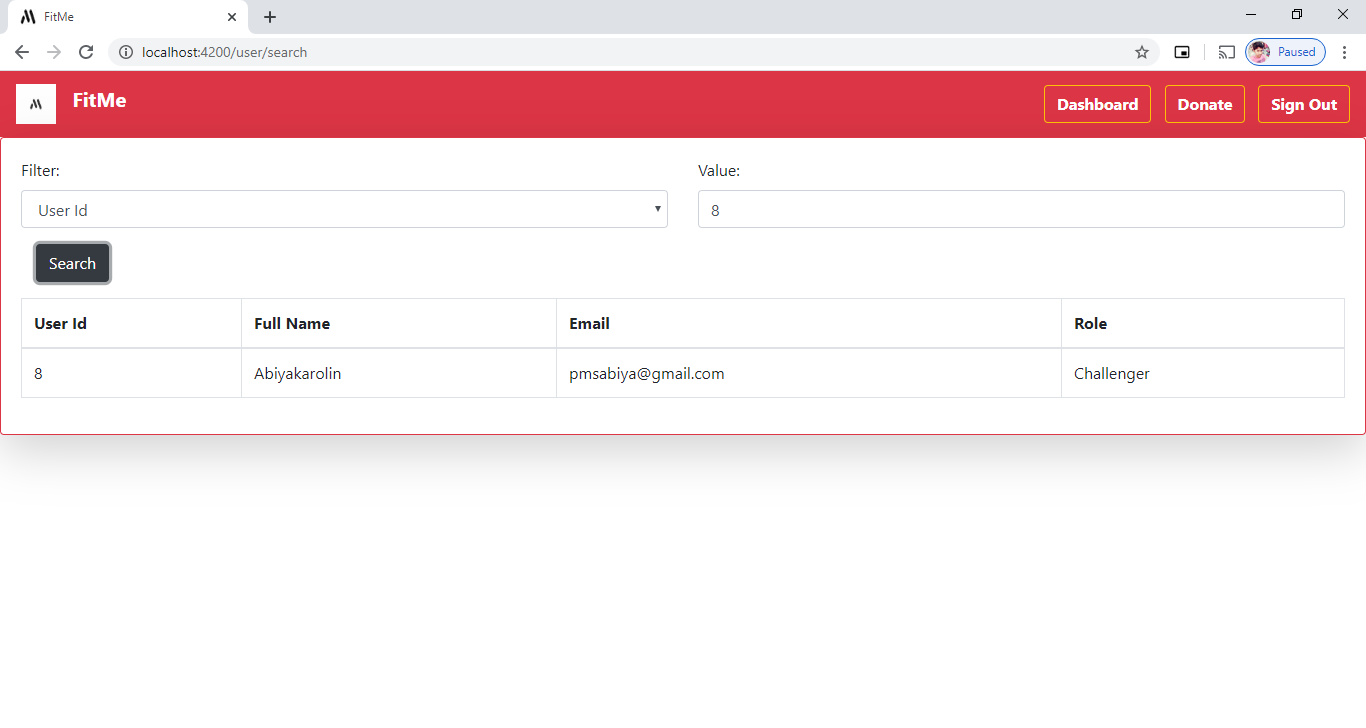 FitMe
localhost:4200/user/search
Paused
FitMe
Dashboard
Donate
Sign Out
Filter:
Value:
User Id
8
Search
User Id
Full Name
Email
Role
8
Abiyakarolin
pmsabiya@gmail.com
Challenger